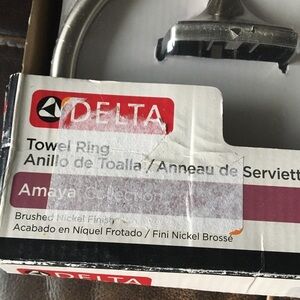 DELTA
Towel Ring
Anillo de Toalla / Anneau de Serviett
Amaya Collection
Brushed Nickel Finish
Acabado en Níquel Frotado / Fini Nickel Brossé
DELTA